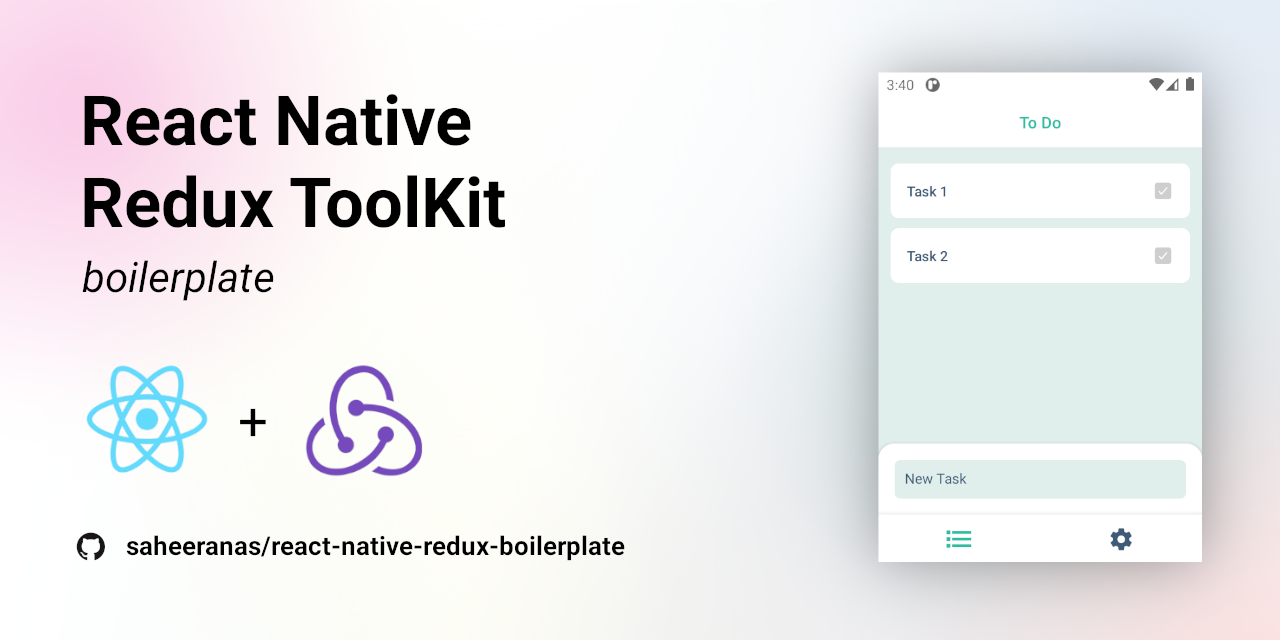 React Native
Redux ToolKit
boilerplate
+
saheeranas/react-native-redux-boilerplate
3:40
To Do
Task 1
Task 2
New Task